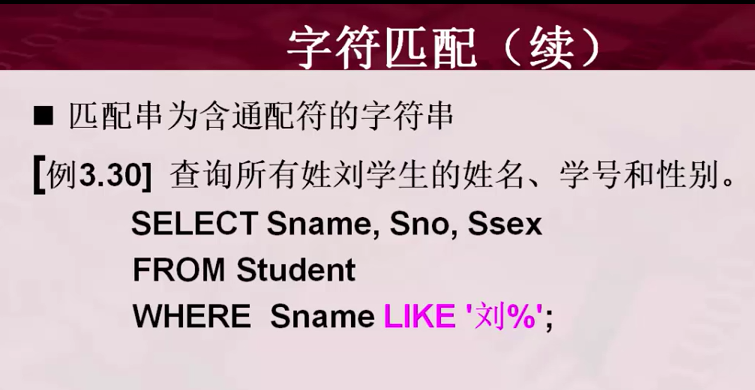 字符匹配（续）
■ 匹配串为含通配符的字符串
[例3.30] 查询所有姓刘学生的姓名、学号和性别。
SELECT Sname, Sno, Ssex
FROM Student
WHERE Sname LIKE '刘%';